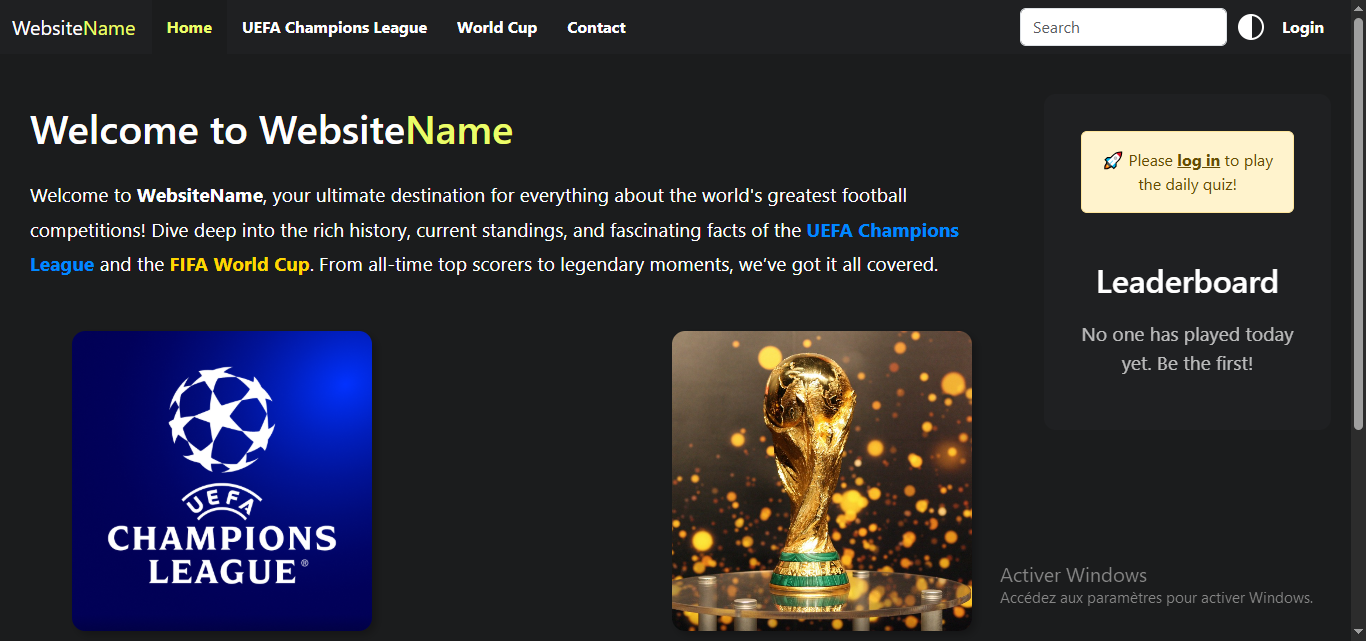 WebsiteName Home UEFA Champions League World Cup Contact Search Login
Welcome to WebsiteName
Welcome to WebsiteName, your ultimate destination for everything about the world's greatest football
competitions! Dive deep into the rich history, current standings, and fascinating facts of the UEFA Champions
League and the FIFA World Cup. From all-time top scorers to legendary moments, we’ve got it all covered.
🚀 Please log in to play
the daily quiz!
Leaderboard
No one has played today
yet. Be the first!
UEFA
CHAMPIONS
LEAGUE®
Activer Windows
Accédez aux paramètres pour activer Windows.